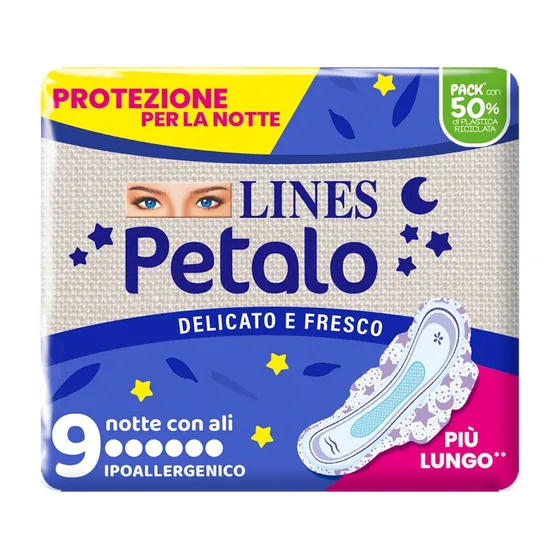 PROTEZIONE
PER LA NOTTE
PACK* con
50%
di PLASTICA
RICICLATA
LINES
Petalo
DELICATO E FRESCO
9 notte con ali
IPOALLERGENICO
PIÙ
LUNGO**